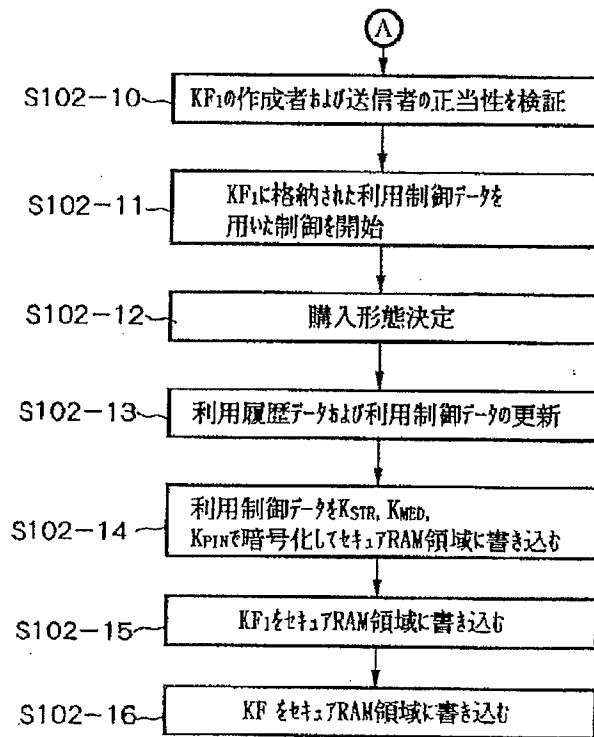 A
S102-10
KF1の作成者および送信者の正当性を検証
S102-11
KF1に格納された利用制御データを
用いた制御を開始
S102-12
購入形態決定
S102-13
利用履歴データおよび利用制御データの更新
S102-14
利用制御データをKSTR, KMED,
KPINで暗号化してセキュアRAM領域に書き込む
S102-15
KF1をセキュアRAM領域に書き込む
S102-16
KF をセキュアRAM領域に書き込む